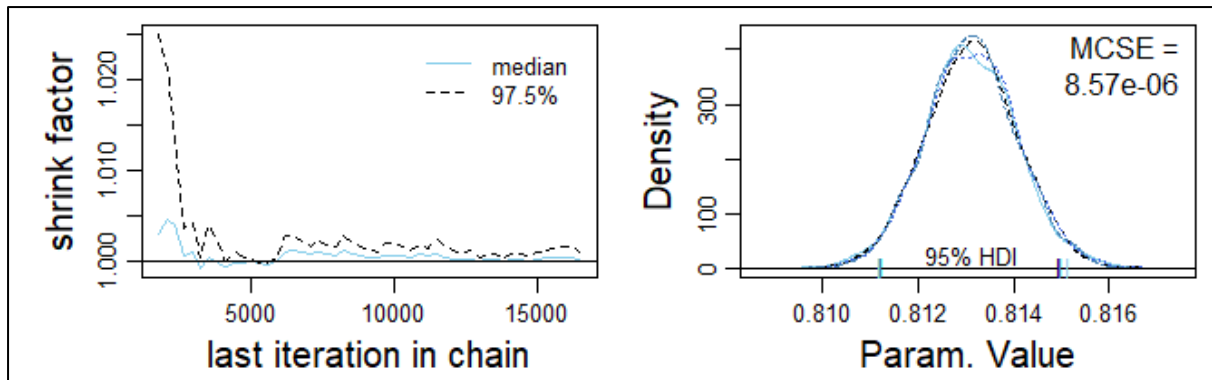 shrink factor
1.000
1.010
1.020
median
97.5%
5000
10000
15000
last iteration in chain
Density
0
100
300
MCSE =
8.57e-06
95% HDI
0.810
0.812
0.814
0.816
Param. Value